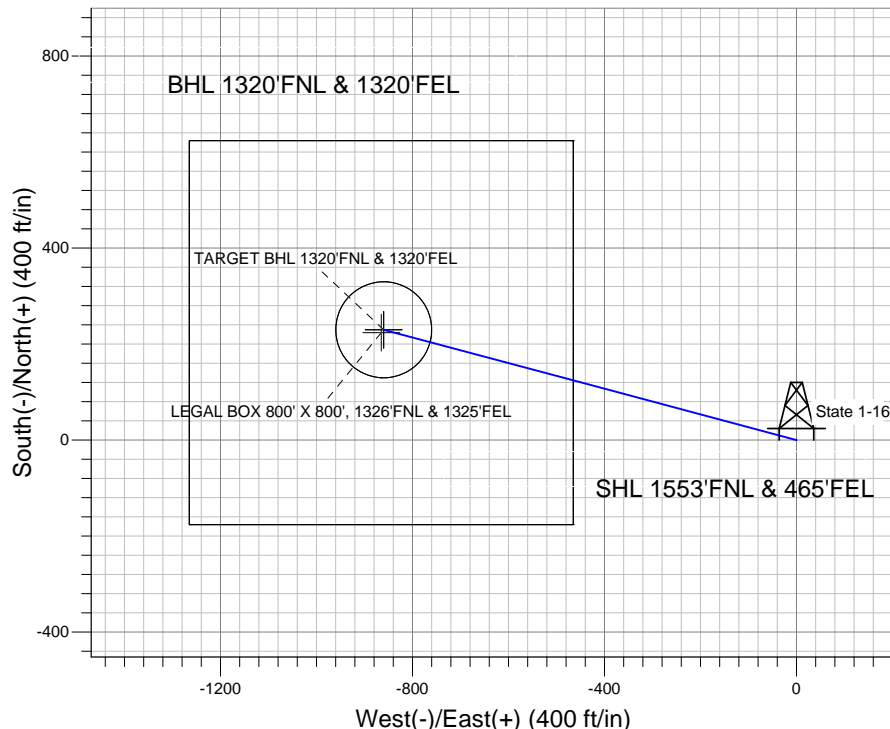 800
BHL 1320'FNL & 1320'FEL
South(-)/North(+) (400 ft/in)
400
TARGET BHL 1320'FNL & 1320'FEL
LEGAL BOX 800' X 800', 1326'FNL & 1325'FEL
State 1-16
0
SHL 1553'FNL & 465'FEL
-400
-1200
-800
-400
0
West(-)/East(+) (400 ft/in)